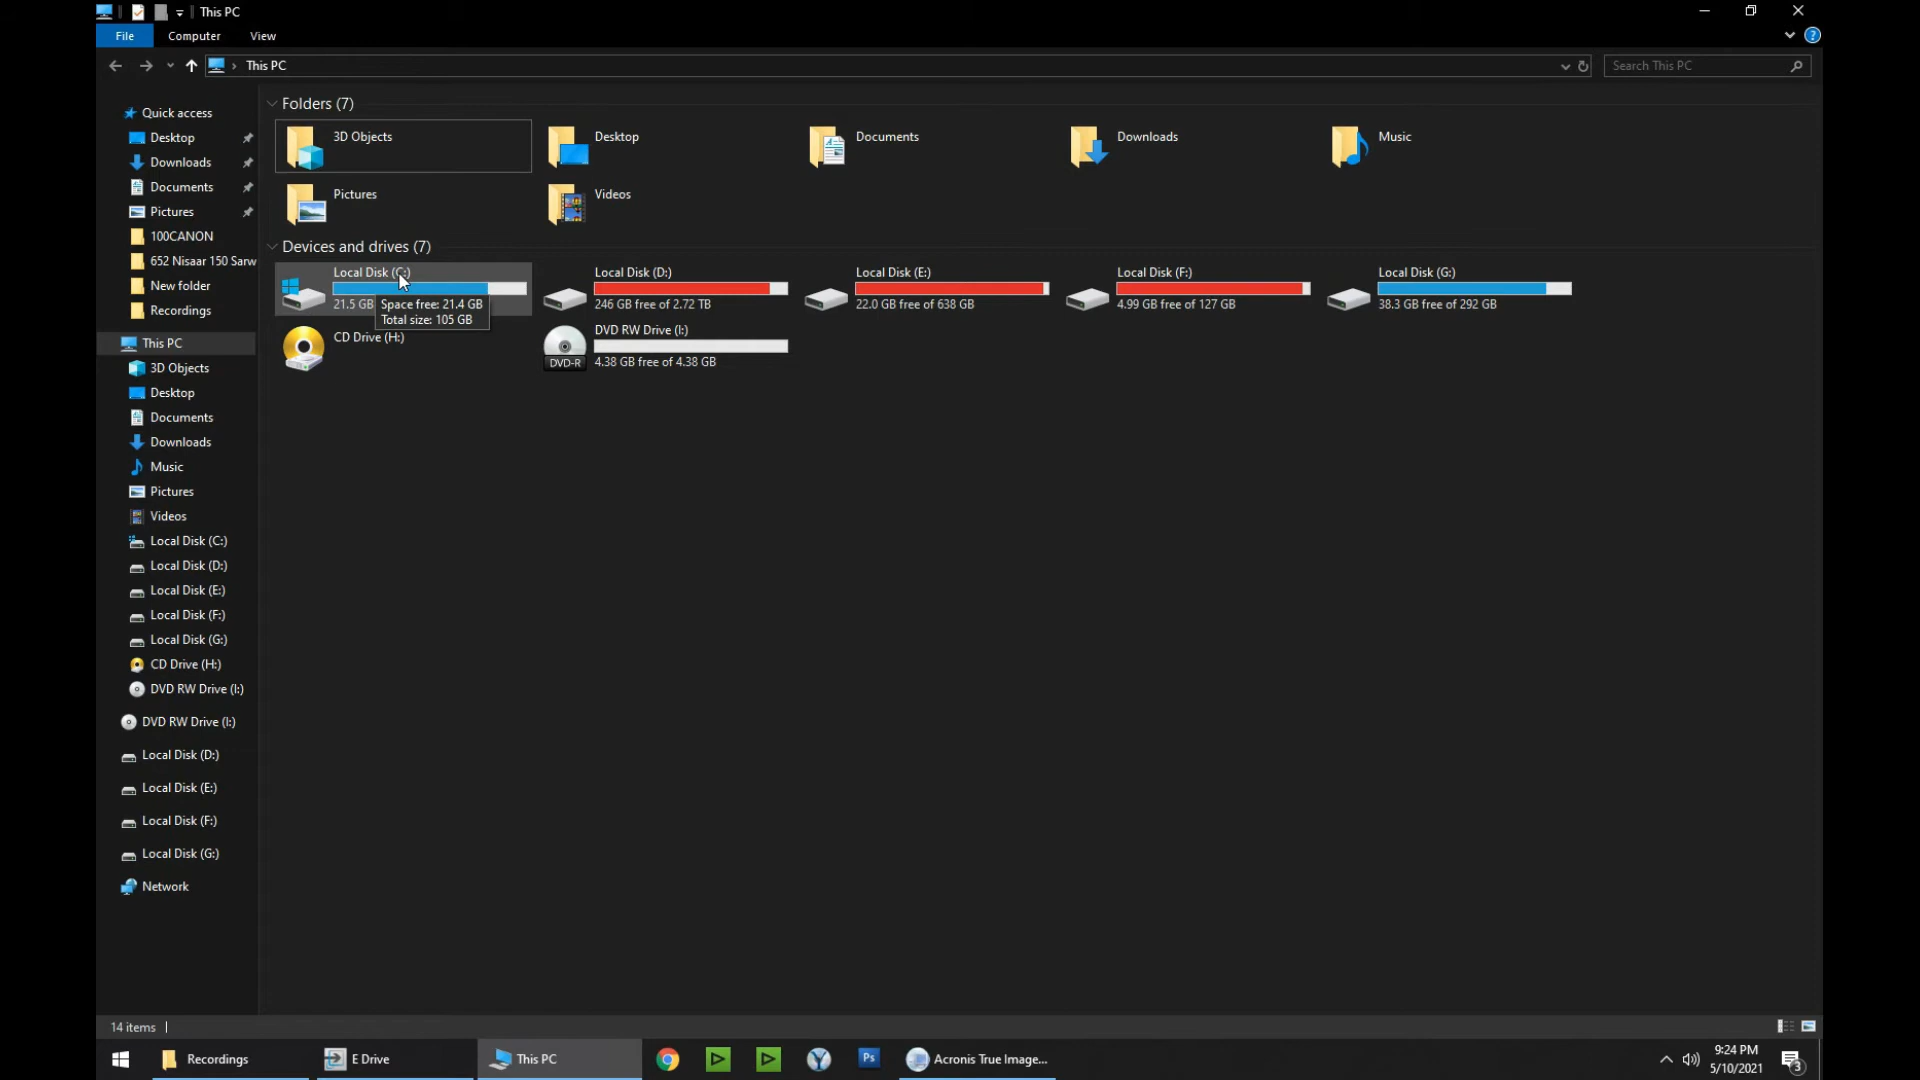 This PC
File
Computer
View
This PC
Search This PC
Quick access
Desktop
Downloads
Documents
Pictures
100CANON
652 Nisaar 150 Sarw
New folder
Recordings
This PC
3D Objects
Desktop
Documents
Downloads
Music
Pictures
Videos
Local Disk (C:)
Local Disk (D:)
Local Disk (E:)
Local Disk (F:)
Local Disk (G:)
CD Drive (H:)
DVD RW Drive (I:)
DVD RW Drive (I:)
Local Disk (D:)
Local Disk (E:)
Local Disk (F:)
Local Disk (G:)
Network
Folders (7)
3D Objects
Desktop
Documents
Downloads
Music
Pictures
Videos
Devices and drives (7)
Local Disk (C:)
21.5 GB
Space free: 21.4 GB
Total size: 105 GB
Local Disk (D:)
246 GB free of 2.72 TB
Local Disk (E:)
22.0 GB free of 638 GB
Local Disk (F:)
4.99 GB free of 127 GB
Local Disk (G:)
38.3 GB free of 292 GB
CD Drive (H:)
DVD RW Drive (I:)
4.38 GB free of 4.38 GB
DVD-R
14 items
Recordings
E Drive
This PC
Ps
Acronis True Image...
9:24 PM
5/10/2021
3